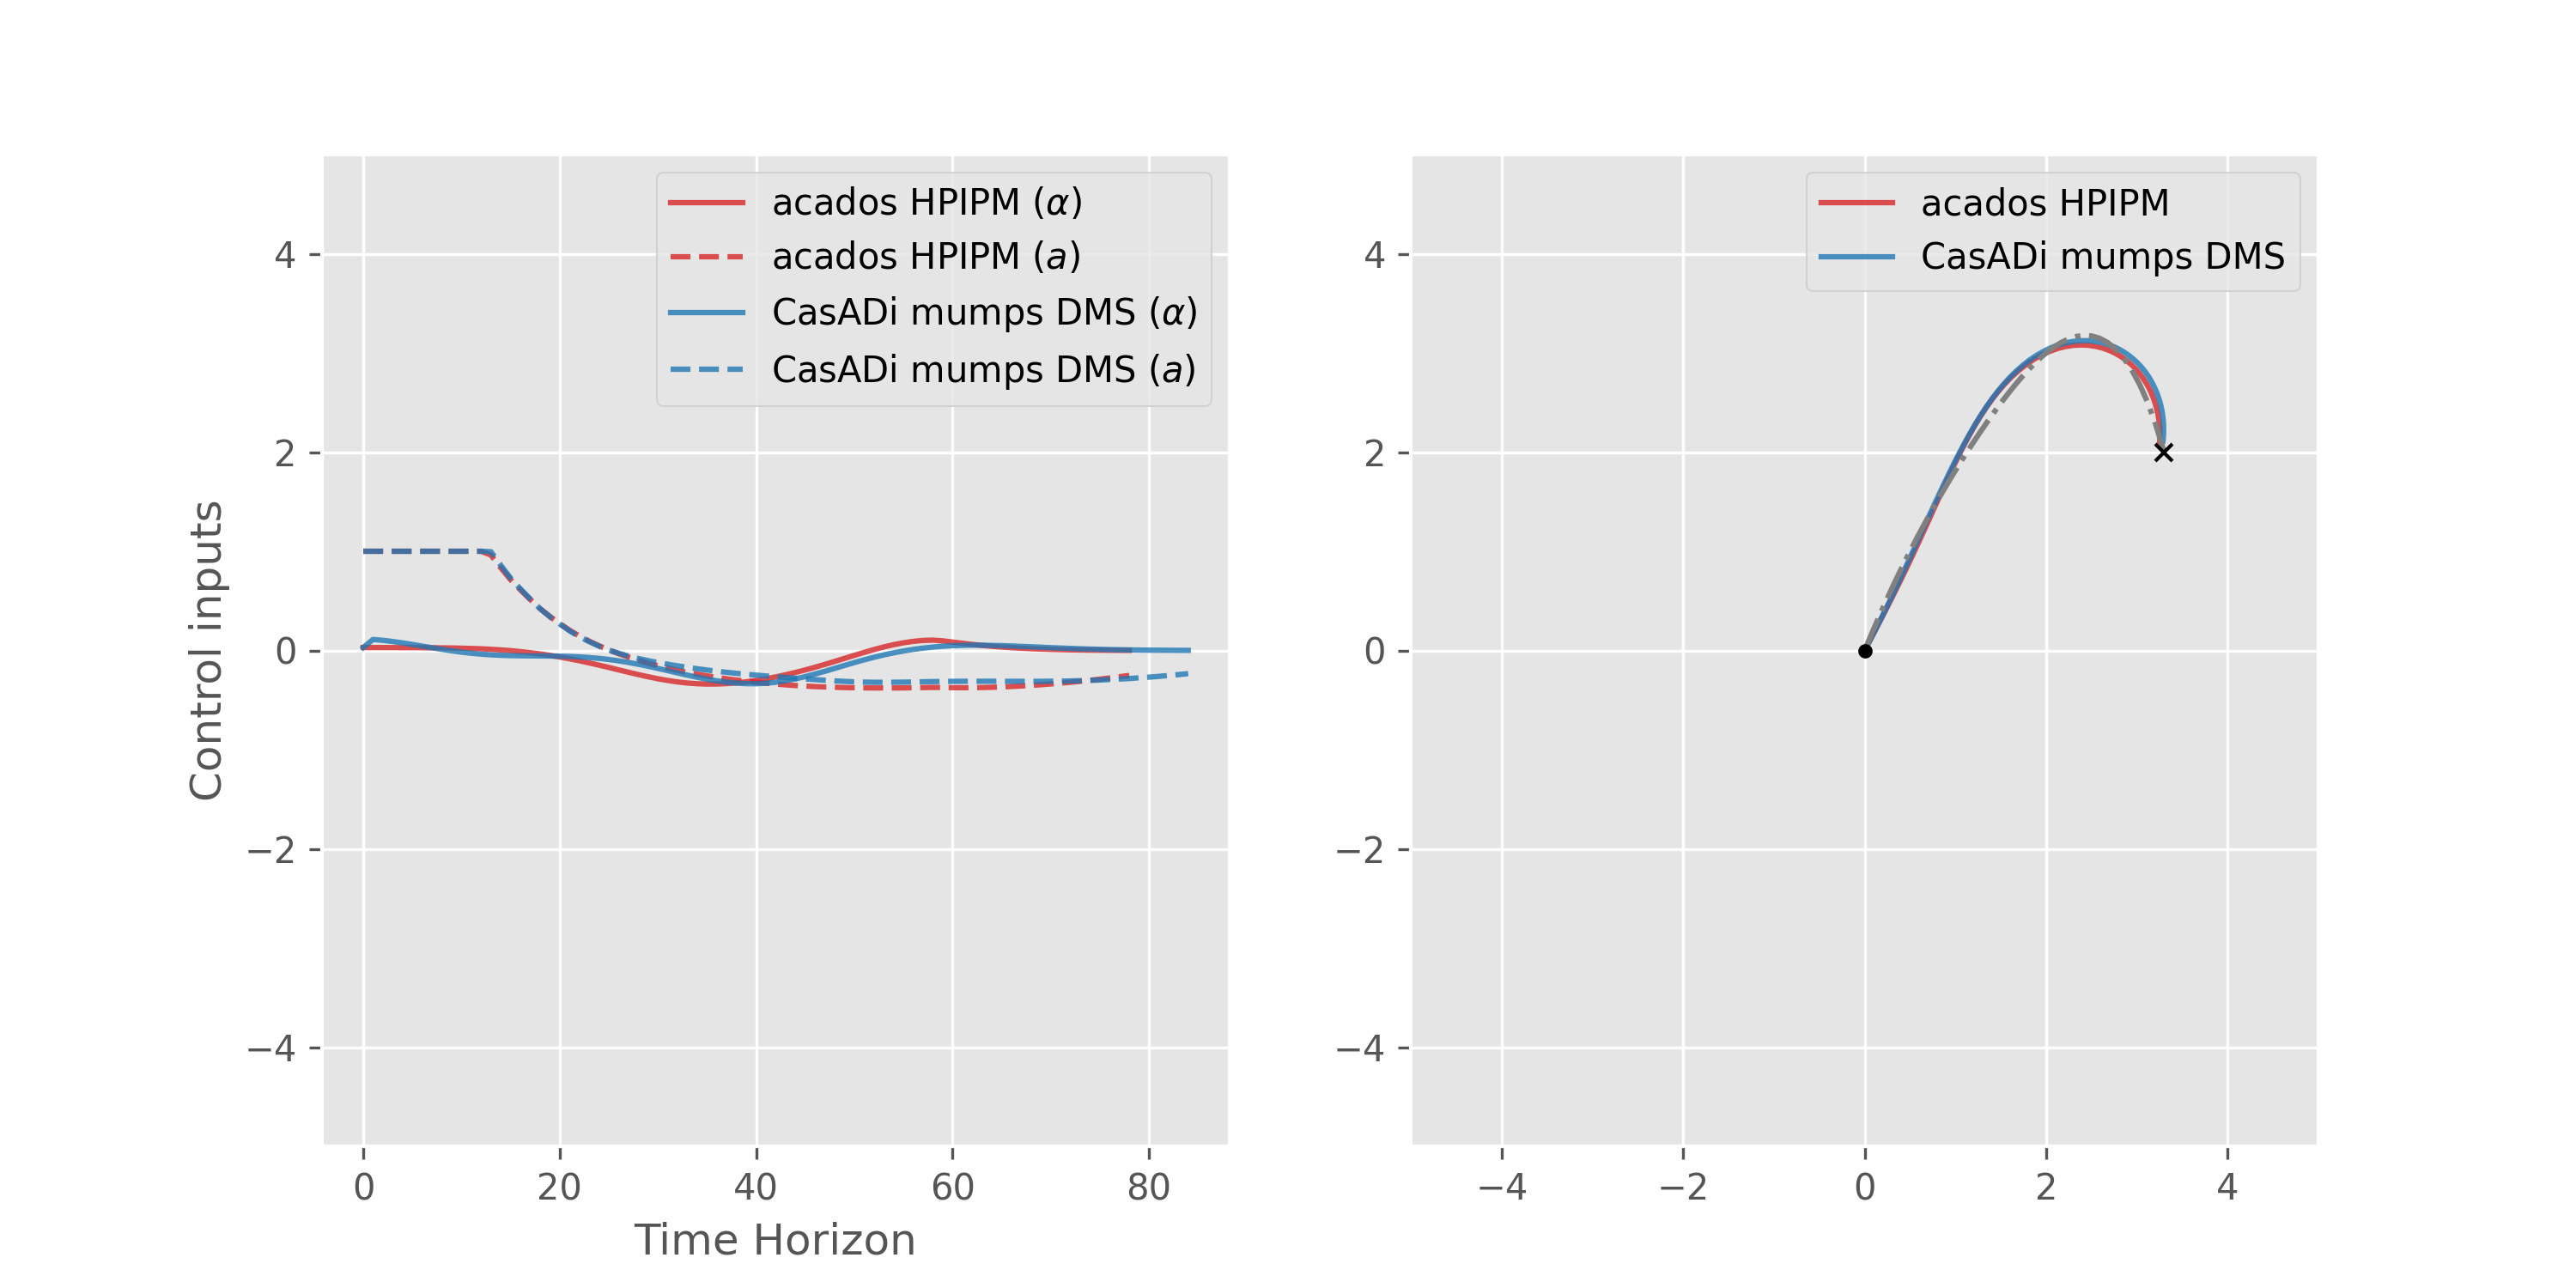 acados HPIPM (α)
acados HPIPM (a)
CasADi mumps DMS (α)
CasADi mumps DMS (a)
4
2
0
−2
−4
Control inputs
0 20 40 60 80
Time Horizon
acados HPIPM
CasADi mumps DMS
4
2
0
−2
−4
−4 −2 0 2 4